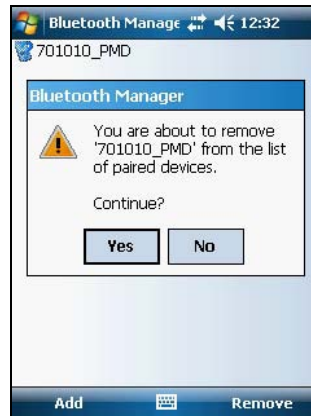 Bluetooth Manage 12:32
701010_PMD
Bluetooth Manager
You are about to remove
'701010_PMD' from the list
of paired devices.
Continue?
Yes No
Add Remove